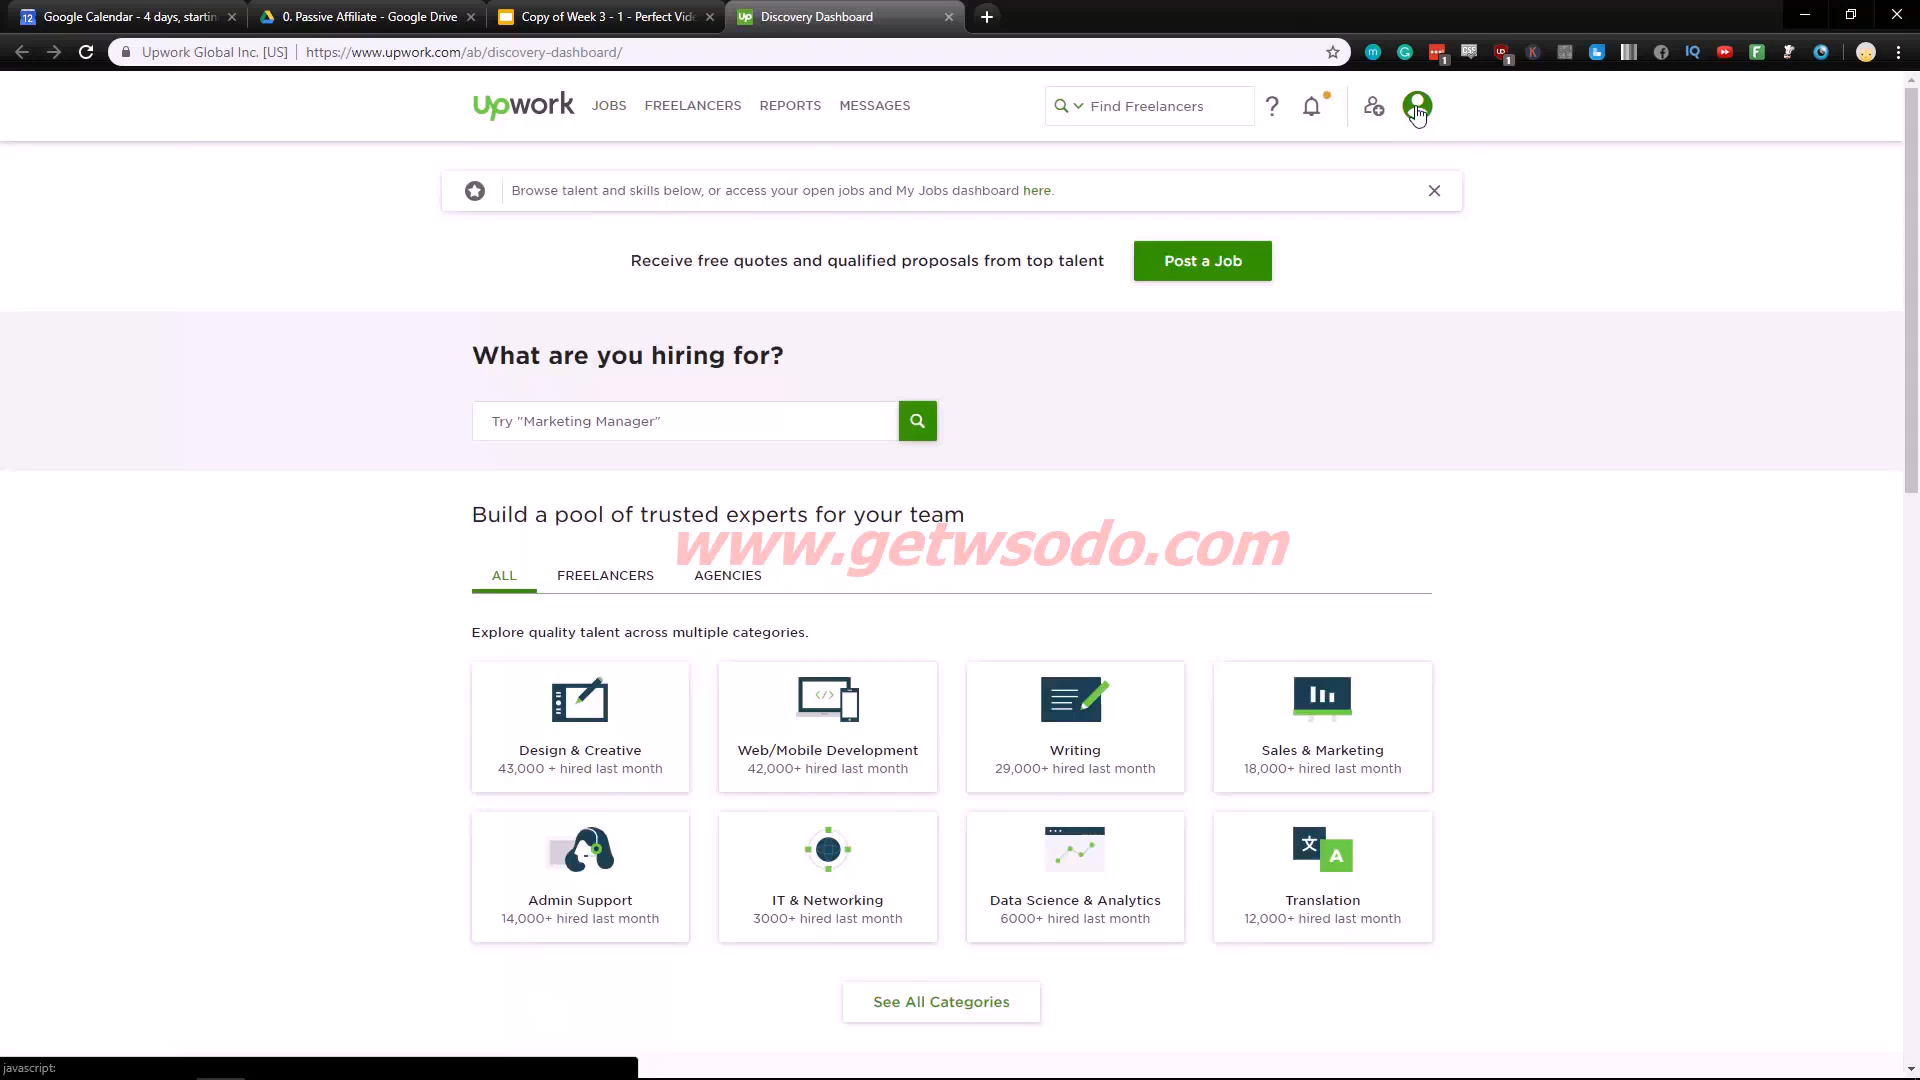 Google Calendar - 4 days, startin
0. Passive Affiliate - Google Drive
Copy of Week 3 - 1 - Perfect Vide
Discovery Dashboard
Upwork Global Inc. [US] https://www.upwork.com/ab/discovery-dashboard/
upwork JOBS FREELANCERS REPORTS MESSAGES Find Freelancers ?
Browse talent and skills below, or access your open jobs and My Jobs dashboard here.
Receive free quotes and qualified proposals from top talent Post a Job
What are you hiring for?
Try "Marketing Manager"
Build a pool of trusted experts for your team
www.getwsodo.com
ALL FREELANCERS AGENCIES
Explore quality talent across multiple categories.
Design & Creative
43,000 + hired last month
Web/Mobile Development
42,000+ hired last month
Writing
29,000+ hired last month
Sales & Marketing
18,000+ hired last month
Admin Support
14,000+ hired last month
IT & Networking
3000+ hired last month
Data Science & Analytics
6000+ hired last month
文 A
Translation
12,000+ hired last month
See All Categories
javascript: